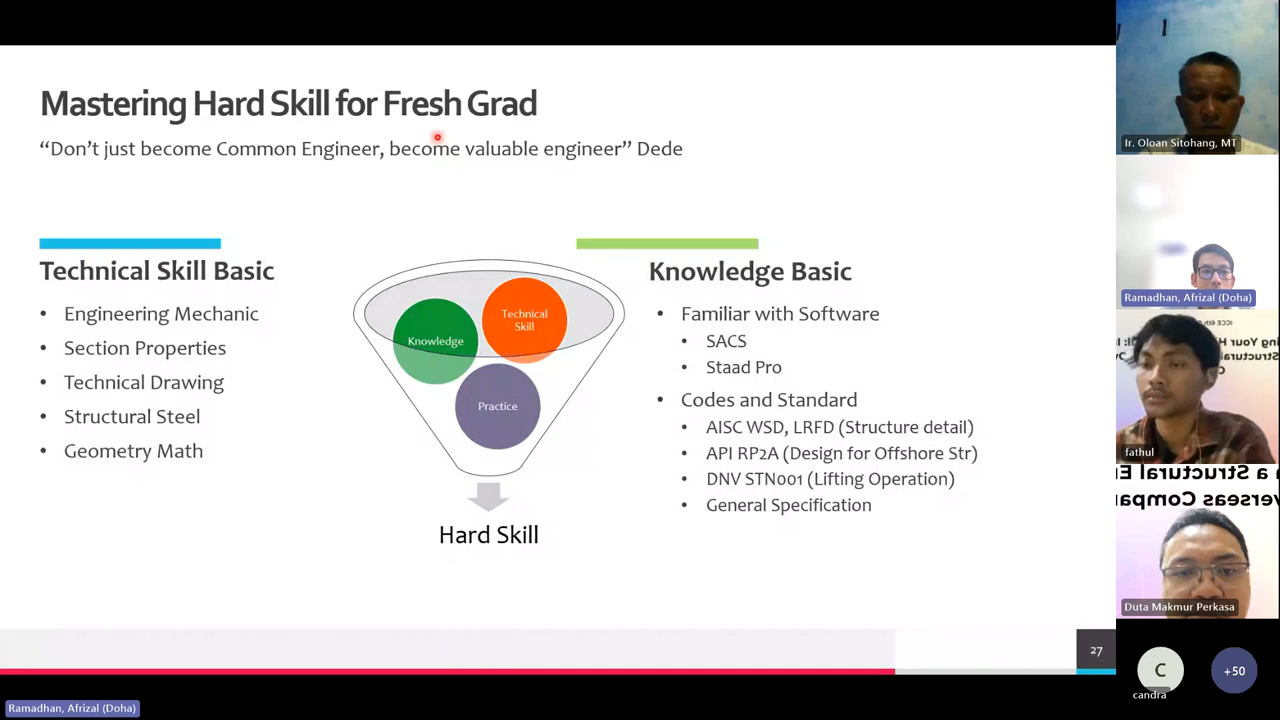 Mastering Hard Skill for Fresh Grad
“Don’t just become Common Engineer, become valuable engineer” Dede
Technical Skill Basic
• Engineering Mechanic
• Section Properties
• Technical Drawing
• Structural Steel
• Geometry Math
Knowledge
Technical
Skill
Practice
Hard Skill
Knowledge Basic
• Familiar with Software
• SACS
• Staad Pro
• Codes and Standard
• AISC WSD, LRFD (Structure detail)
• API RP2A (Design for Offshore Str)
• DNV STN001 (Lifting Operation)
• General Specification
27
Ramadhan, Afrizal (Doha)
Ir. Oloan Sitohang, MT
Ramadhan, Afrizal (Doha)
fathul
Duta Makmur Perkasa
C
candra
+50